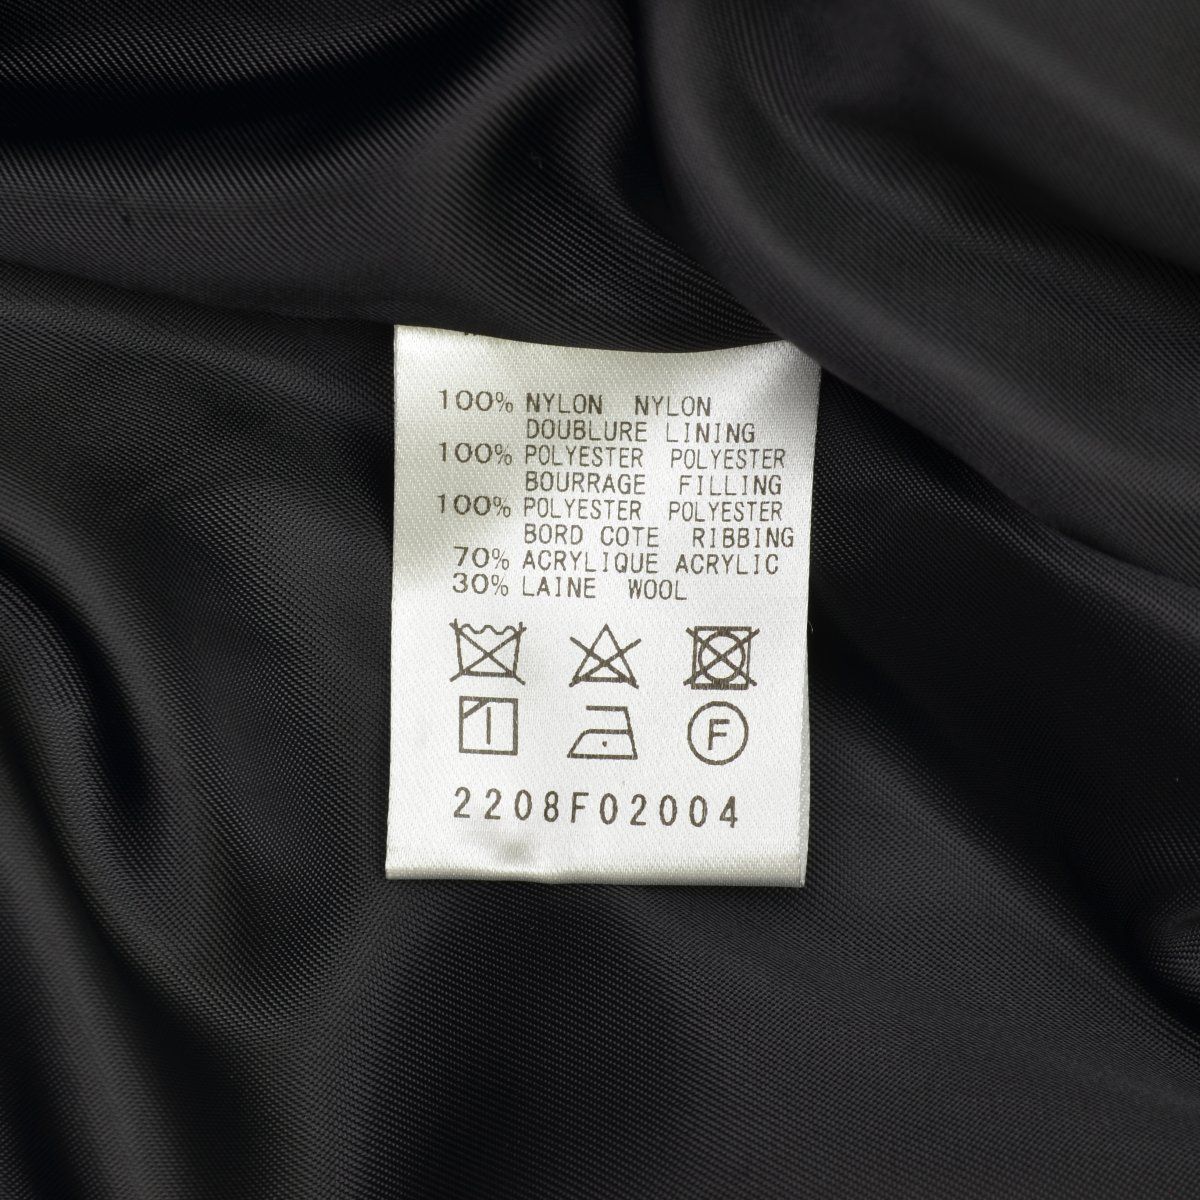 100% NYLON NYLON
DOUBLURE LINING
100% POLYESTER POLYESTER
BOURRAGE FILLING
100% POLYESTER POLYESTER
BORD COTE RIBBING
70% ACRYLIQUE ACRYLIC
30% LAINE WOOL
F
2208F02004